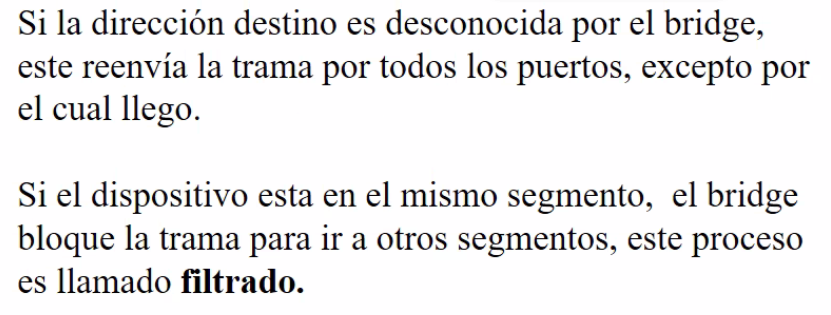 Si la dirección destino es desconocida por el bridge,
este reenvía la trama por todos los puertos, excepto por
el cual llego.
Si el dispositivo esta en el mismo segmento,  el bridge
bloque la trama para ir a otros segmentos, este proceso
es llamado filtrado.